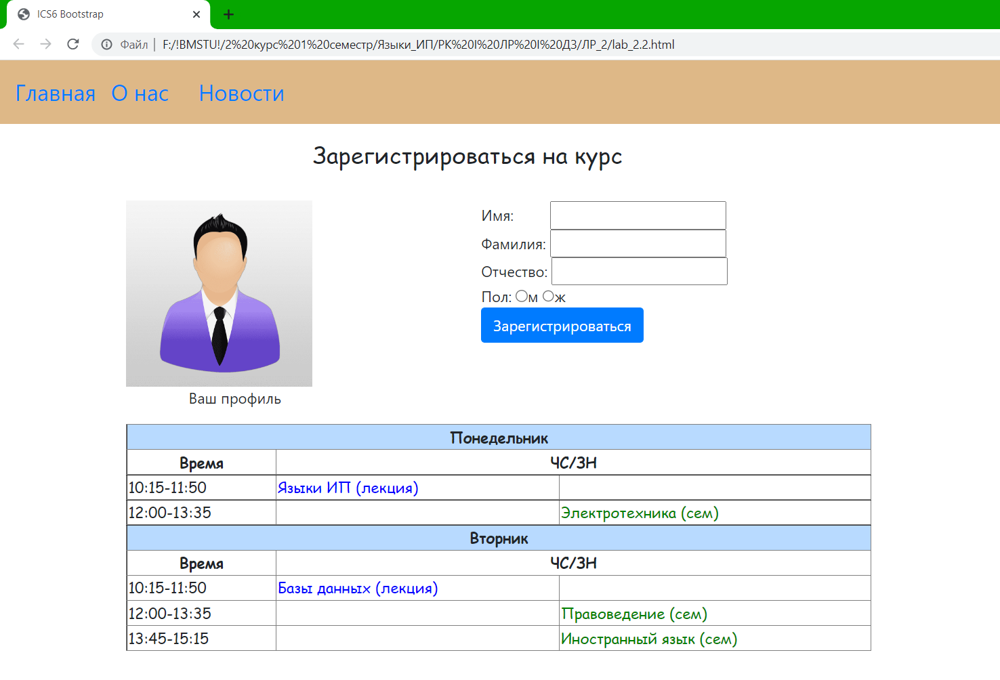 ICS6 Bootstrap
Файл | F:/!BMSTU!/2%20курс%201%20семестр/Языки_ИП/РК%20I%20ЛР%20I%20ДЗ/ЛР_2/lab_2.2.html
Главная О нас Новости
Зарегистрироваться на курс
Имя:
Фамилия:
Отчество:
Пол: м ж
Зарегистрироваться
Ваш профиль
Понедельник
Время ЧС/ЗН
10:15-11:50 Языки ИП (лекция)
12:00-13:35 Электротехника (сем)
Вторник
Время ЧС/ЗН
10:15-11:50 Базы данных (лекция)
12:00-13:35 Правоведение (сем)
13:45-15:15 Иностранный язык (сем)